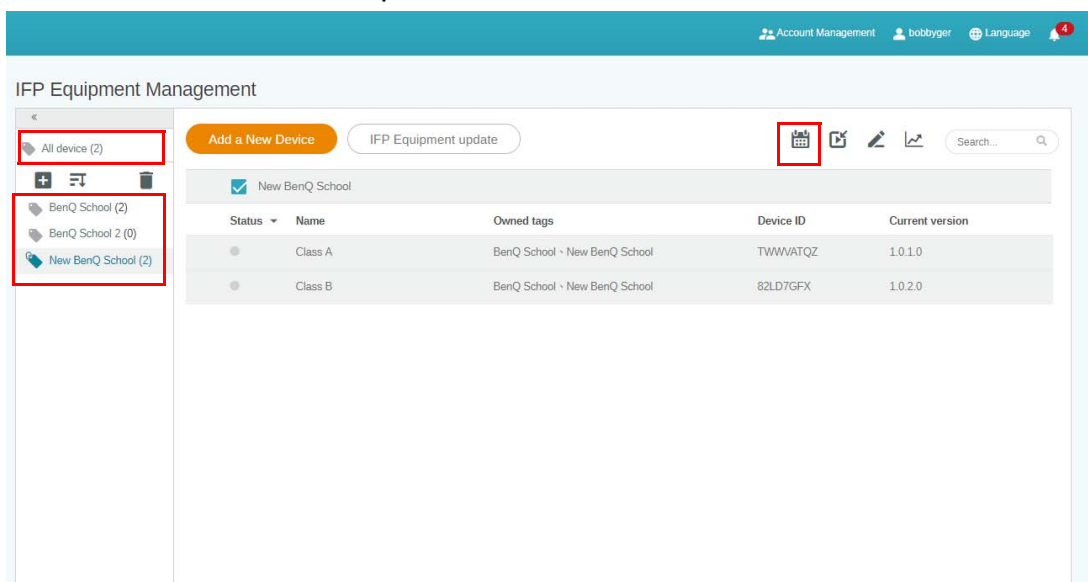 Account Management bobbyger Language 4
IFP Equipment Management
«
All device (2)
Add a New Device IFP Equipment update Search...
BenQ School (2)
BenQ School 2 (0)
New BenQ School (2)
New BenQ School
Status Name Owned tags Device ID Current version
Class A BenQ School、New BenQ School TWWVATQZ 1.0.1.0
Class B BenQ School、New BenQ School 82LD7GFX 1.0.2.0